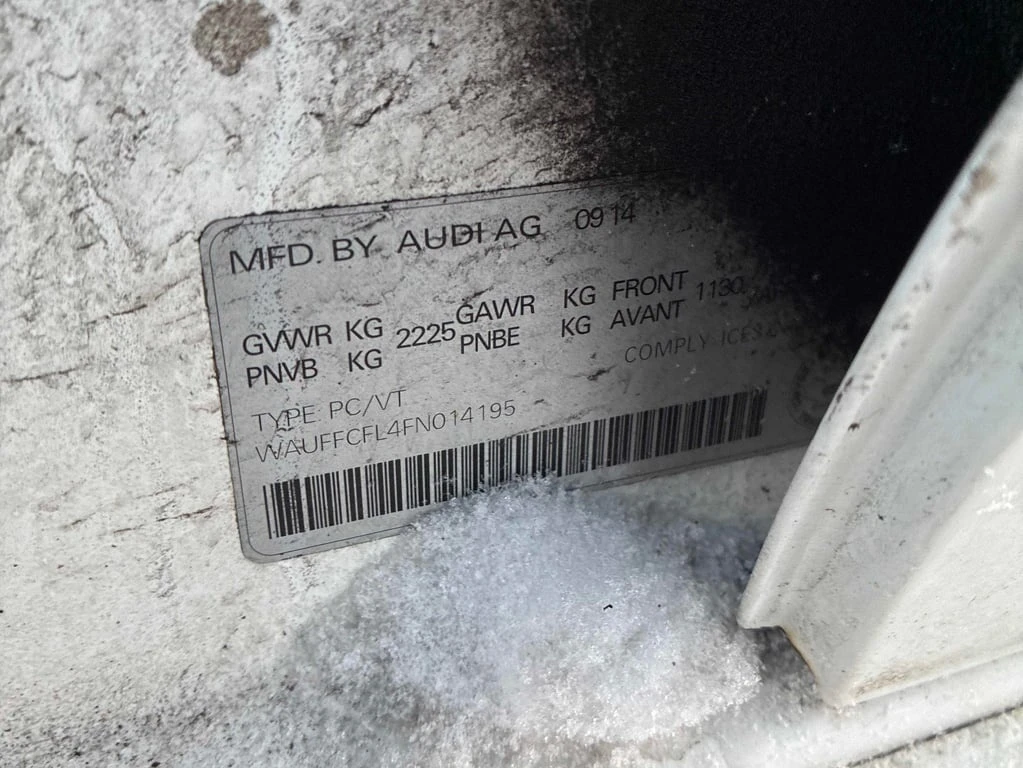 MFD. BY AUDI AG 09 14
GVWR KG 2225 GAWR KG FRONT 1130
PNVB KG PNBE KG AVANT
COMPLY
TYPE: PC/VT
WAUFFCFL4FN014195